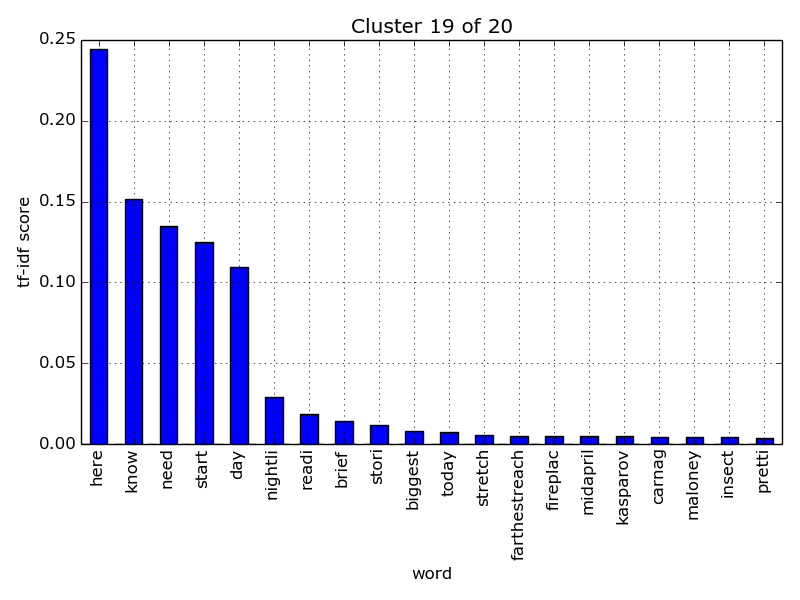 Cluster 19 of 20
tf-idf score
0.25
0.20
0.15
0.10
0.05
0.00
here
know
need
start
day
nightli
readi
brief
stori
biggest
today
stretch
farthestreach
fireplac
midapril
kasparov
carnag
maloney
insect
pretti
word